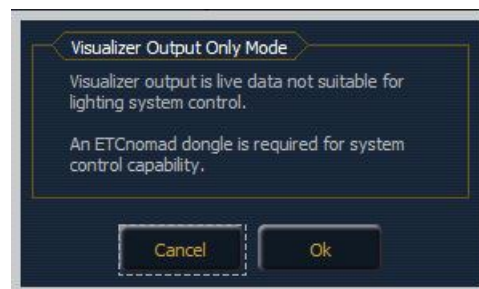 Visualizer Output Only Mode
Visualizer output is live data not suitable for
lighting system control.
An ETCnomad dongle is required for system
control capability.
Cancel
Ok